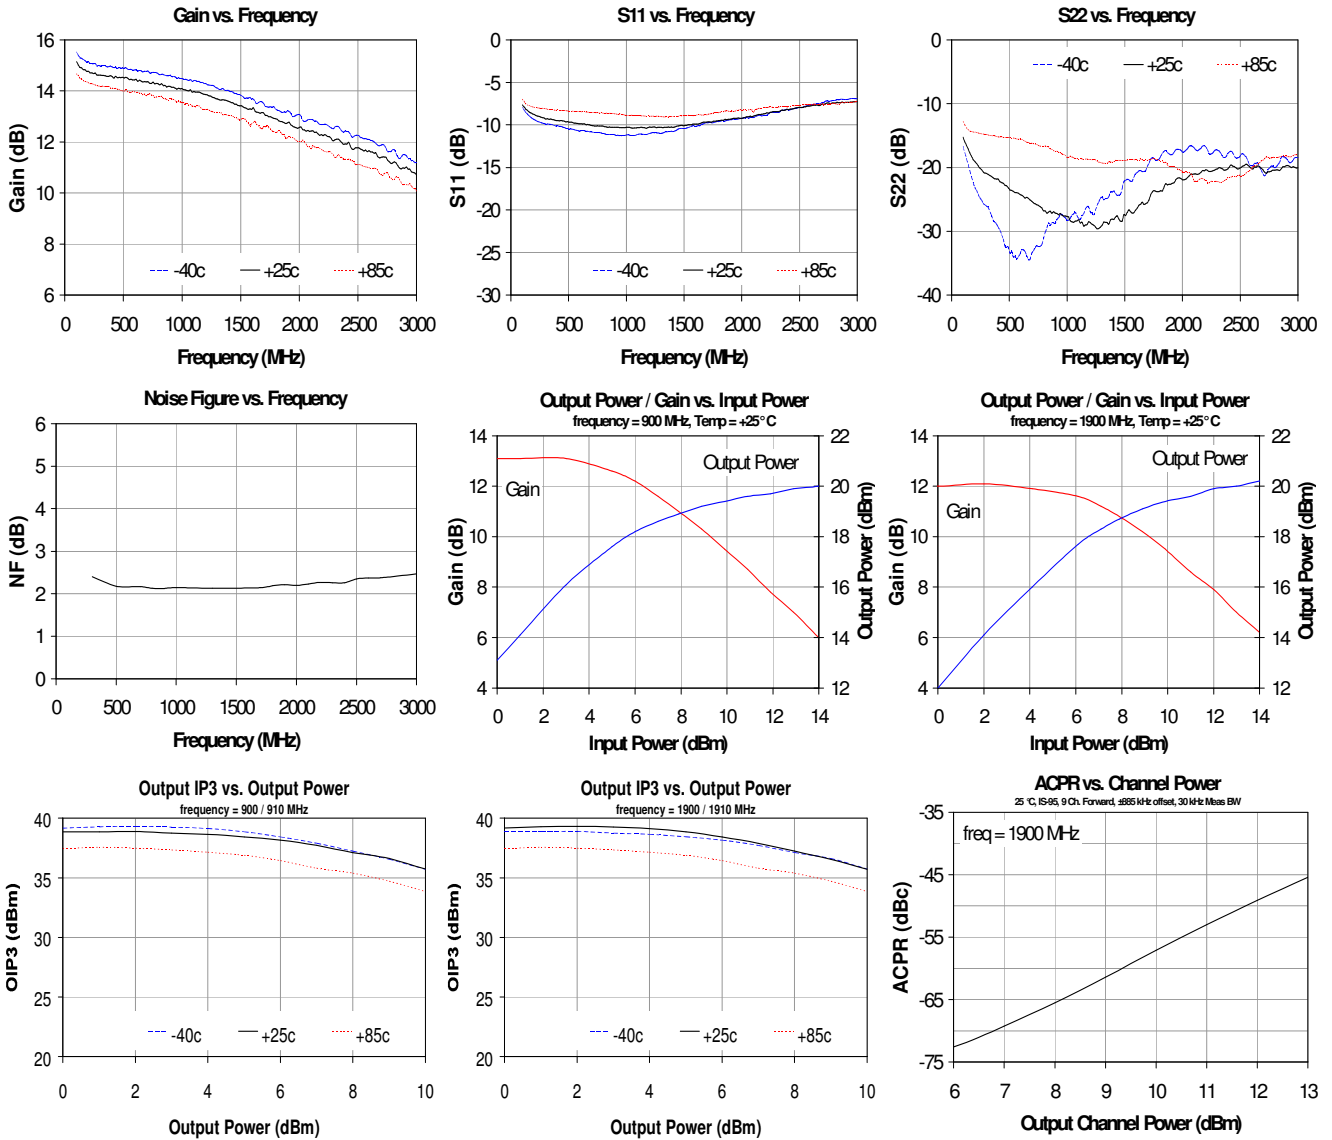 Gain vs. Frequency
16
14
12
10
8
6
Gain (dB)
-40c +25c +85c
0 500 1000 1500 2000 2500 3000
Frequency (MHz)
S11 vs. Frequency
0
-5
-10
-15
-20
-25
-30
S11 (dB)
-40c +25c +85c
0 500 1000 1500 2000 2500 3000
Frequency (MHz)
S22 vs. Frequency
0
-10
-20
-30
-40
S22 (dB)
-40c +25c +85c
0 500 1000 1500 2000 2500 3000
Frequency (MHz)
Noise Figure vs. Frequency
6
5
4
3
2
1
0
NF (dB)
0 500 1000 1500 2000 2500 3000
Frequency (MHz)
Output Power / Gain vs. Input Power
frequency = 900 MHz, Temp = +25° C
14
12
10
8
6
4
Gain (dB)
Gain
Output Power
22
20
18
16
14
12
Output Power (dBm)
0 2 4 6 8 10 12 14
Input Power (dBm)
Output Power / Gain vs. Input Power
frequency = 1900 MHz, Temp = +25° C
14
12
10
8
6
4
Gain (dB)
Gain
Output Power
22
20
18
16
14
12
Output Power (dBm)
0 2 4 6 8 10 12 14
Input Power (dBm)
Output IP3 vs. Output Power
frequency = 900 / 910 MHz
40
35
30
25
20
OIP3 (dBm)
-40c +25c +85c
0 2 4 6 8 10
Output Power (dBm)
Output IP3 vs. Output Power
frequency = 1900 / 1910 MHz
40
35
30
25
20
OIP3 (dBm)
-40c +25c +85c
0 2 4 6 8 10
Output Power (dBm)
ACPR vs. Channel Power
25 °C, IS-95, 9 Ch. Forward, ±885 kHz offset, 30 kHz Meas BW
-35
-45
-55
-65
-75
ACPR (dBc)
freq = 1900 MHz
6 7 8 9 10 11 12 13
Output Channel Power (dBm)